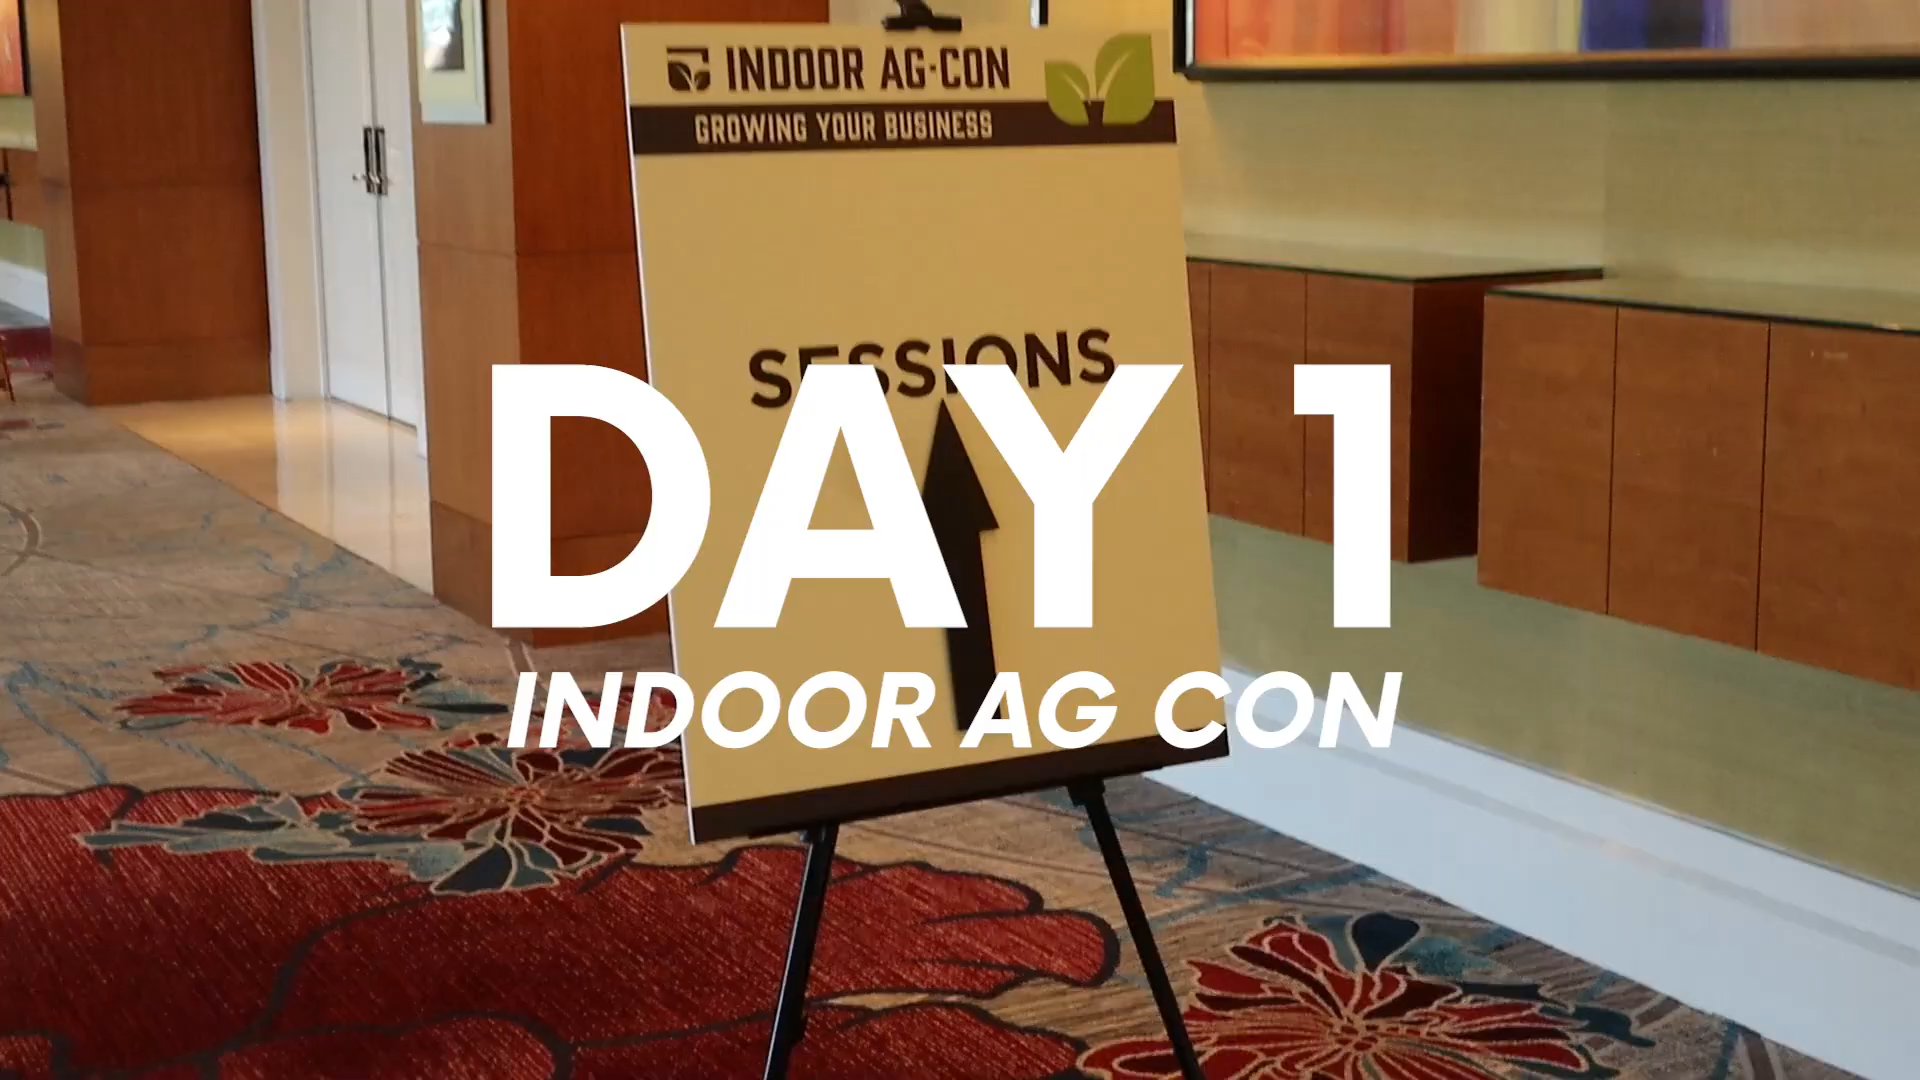 INDOOR AG-CON
GROWING YOUR BUSINESS
SESSIONS
DAY 1
INDOOR AG CON